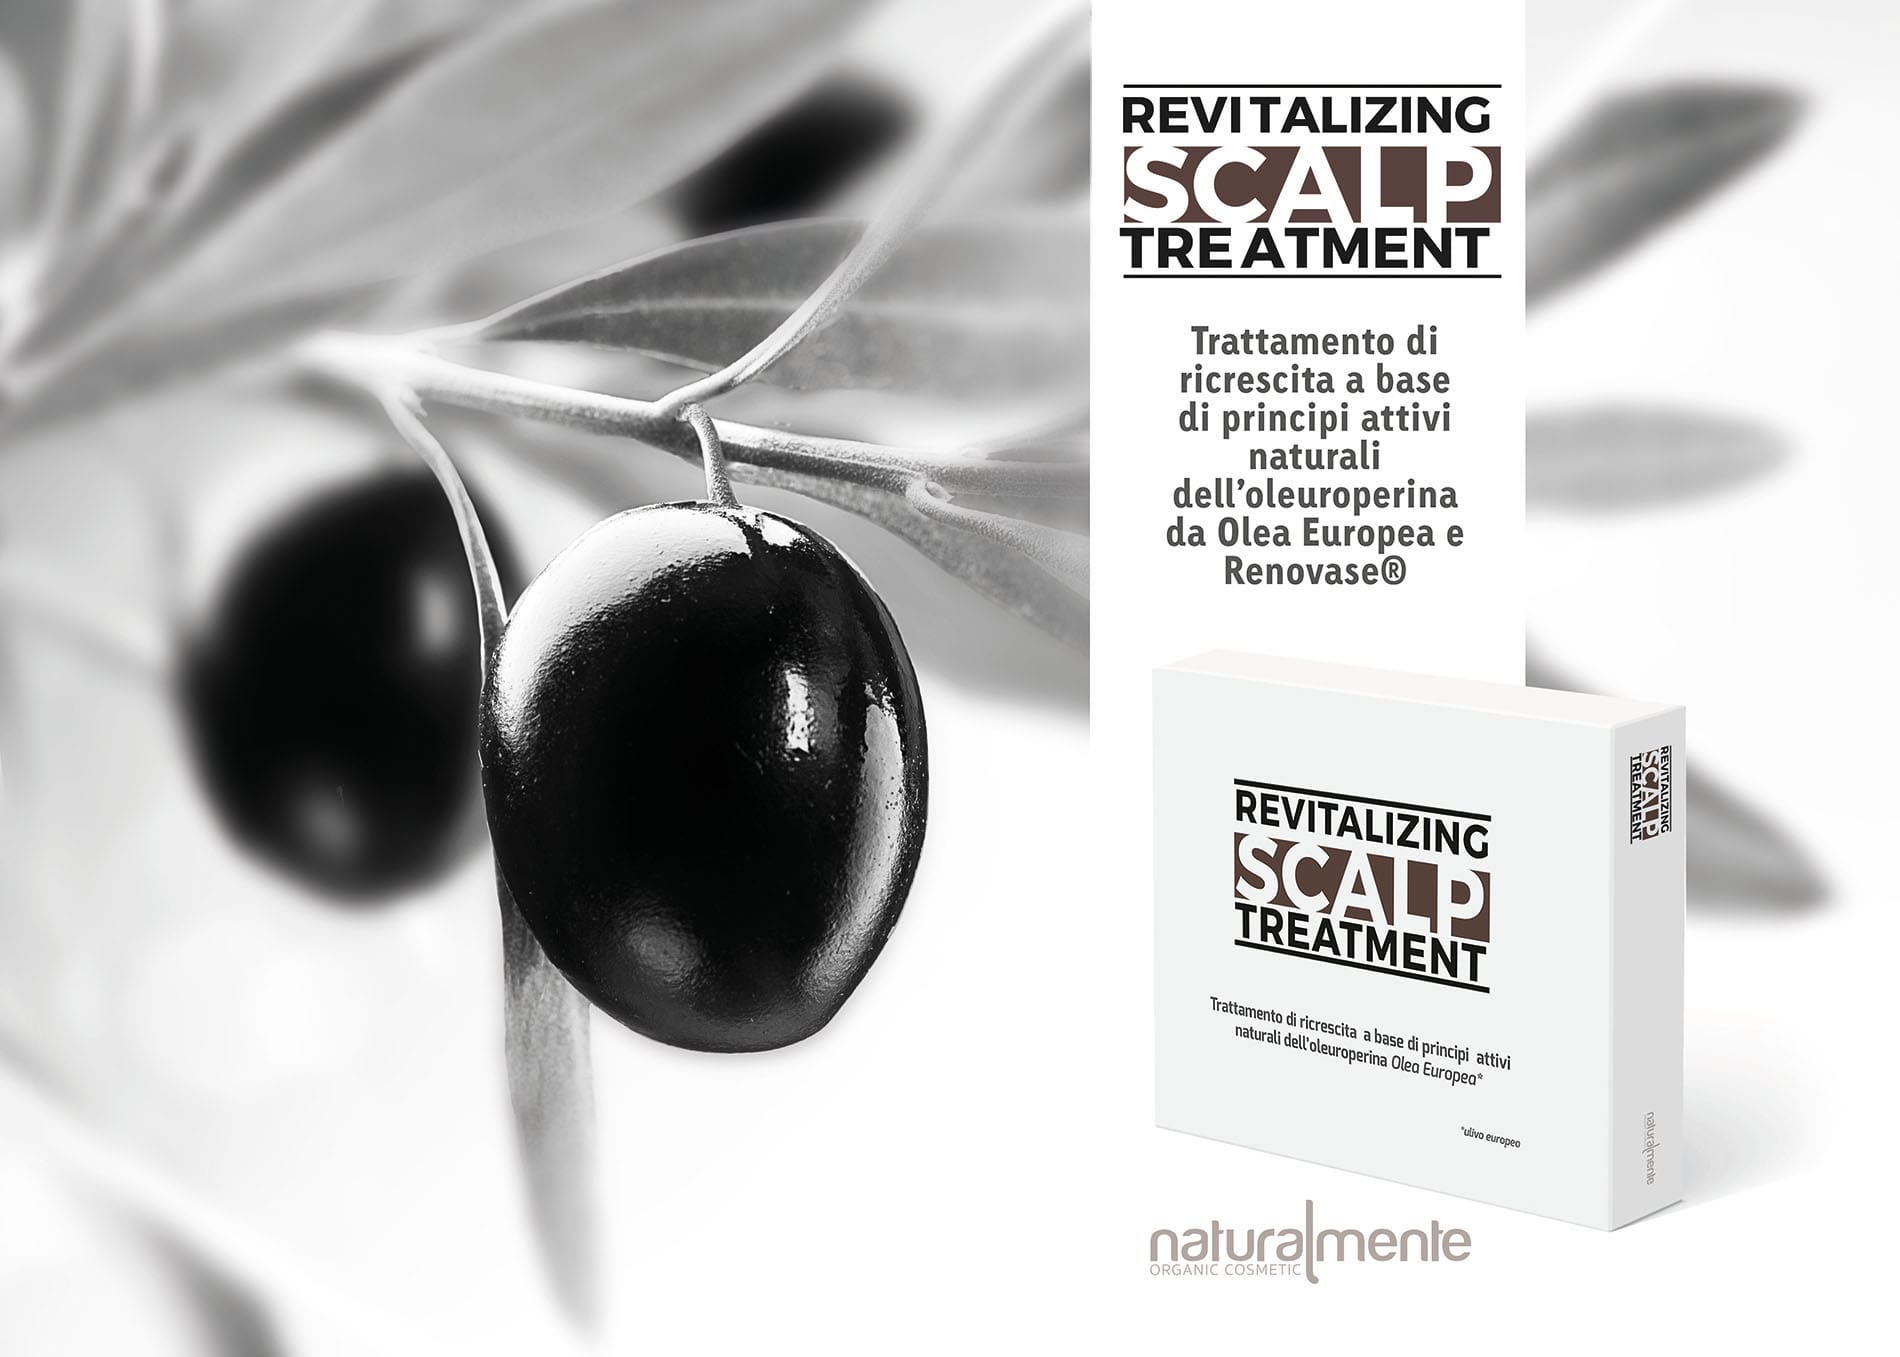 REVITALIZING
SCALP
TREATMENT
Trattamento di
ricrescita a base
di principi attivi
naturali
dell’oleuroperina
da Olea Europea e
Renovase®
REVITALIZING
SCALP
TREATMENT
Trattamento di ricrescita a base di principi attivi
naturali dell'oleuroperina Olea Europea*
*ulivo europeo
REVITALIZING
SCALP
TREATMENT
naturalmente
naturalmente
ORGANIC COSMETIC